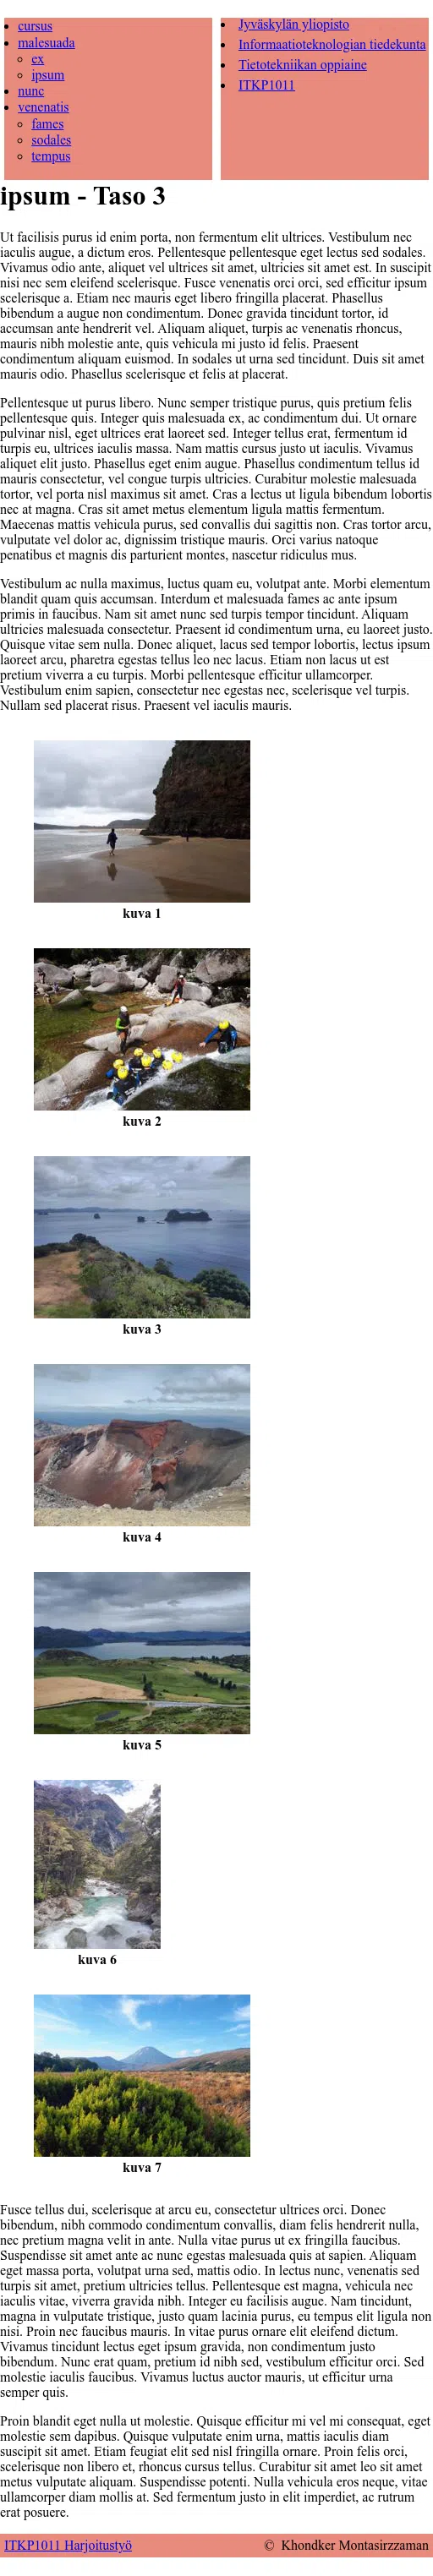 cursus
malesuada
ex
ipsum
nunc
venenatis
fames
sodales
tempus
Jyväskylän yliopisto
Informaatioteknologian tiedekunta
Tietotekniikan oppiaine
ITKP1011
ipsum - Taso 3
Ut facilisis purus id enim porta, non fermentum elit ultrices. Vestibulum nec
iaculis augue, a dictum eros. Pellentesque pellentesque eget lectus sed sodales.
Vivamus odio ante, aliquet vel ultrices sit amet, ultricies sit amet est. In suscipit
nisi nec sem eleifend scelerisque. Fusce venenatis orci orci, sed efficitur ipsum
scelerisque a. Etiam nec mauris eget libero fringilla placerat. Phasellus
bibendum a augue non condimentum. Donec gravida tincidunt tortor, id
accumsan ante hendrerit vel. Aliquam aliquet, turpis ac venenatis rhoncus,
mauris nibh molestie ante, quis vehicula mi justo id felis. Praesent
condimentum aliquam euismod. In sodales ut urna sed tincidunt. Duis sit amet
mauris odio. Phasellus scelerisque et felis at placerat.
Pellentesque ut purus libero. Nunc semper tristique purus, quis pretium felis
pellentesque quis. Integer quis malesuada ex, ac condimentum dui. Ut ornare
pulvinar nisl, eget ultrices erat laoreet sed. Integer tellus erat, fermentum id
turpis eu, ultrices iaculis massa. Nam mattis cursus justo ut iaculis. Vivamus
aliquet elit justo. Phasellus eget enim augue. Phasellus condimentum tellus id
mauris consectetur, vel congue turpis ultricies. Curabitur molestie malesuada
tortor, vel porta nisl maximus sit amet. Cras a lectus ut ligula bibendum lobortis
nec at magna. Cras sit amet metus elementum ligula mattis fermentum.
Maecenas mattis vehicula purus, sed convallis dui sagittis non. Cras tortor arcu,
vulputate vel dolor ac, dignissim tristique mauris. Orci varius natoque
penatibus et magnis dis parturient montes, nascetur ridiculus mus.
Vestibulum ac nulla maximus, luctus quam eu, volutpat ante. Morbi elementum
blandit quam quis accumsan. Interdum et malesuada fames ac ante ipsum
primis in faucibus. Nam sit amet nunc sed turpis tempor tincidunt. Aliquam
ultricies malesuada consectetur. Praesent id condimentum urna, eu laoreet justo.
Quisque vitae sem nulla. Donec aliquet, lacus sed tempor lobortis, lectus ipsum
laoreet arcu, pharetra egestas tellus leo nec lacus. Etiam non lacus ut est
pretium viverra a eu turpis. Morbi pellentesque efficitur ullamcorper.
Vestibulum enim sapien, consectetur nec egestas nec, scelerisque vel turpis.
Nullam sed placerat risus. Praesent vel iaculis mauris.
kuva 1
kuva 2
kuva 3
kuva 4
kuva 5
kuva 6
kuva 7
Fusce tellus dui, scelerisque at arcu eu, consectetur ultrices orci. Donec
bibendum, nibh commodo condimentum convallis, diam felis hendrerit nulla,
nec pretium magna velit in ante. Nulla vitae purus ut ex fringilla faucibus.
Suspendisse sit amet ante ac nunc egestas malesuada quis at sapien. Aliquam
eget massa porta, volutpat urna sed, mattis odio. In lectus nunc, venenatis sed
turpis sit amet, pretium ultricies tellus. Pellentesque est magna, vehicula nec
iaculis vitae, viverra gravida nibh. Integer eu facilisis augue. Nam tincidunt,
magna in vulputate tristique, justo quam lacinia purus, eu tempus elit ligula non
nisi. Proin nec faucibus mauris. In vitae purus ornare elit eleifend dictum.
Vivamus tincidunt lectus eget ipsum gravida, non condimentum justo
bibendum. Nunc erat quam, pretium id nibh sed, vestibulum efficitur orci. Sed
molestie iaculis faucibus. Vivamus luctus auctor mauris, ut efficitur urna
semper quis.
Proin blandit eget nulla ut molestie. Quisque efficitur mi vel mi consequat, eget
molestie sem dapibus. Quisque vulputate enim urna, mattis iaculis diam
suscipit sit amet. Etiam feugiat elit sed nisl fringilla ornare. Proin felis orci,
scelerisque non libero et, rhoncus cursus tellus. Curabitur sit amet leo sit amet
metus vulputate aliquam. Suspendisse potenti. Nulla vehicula eros neque, vitae
ullamcorper diam mollis at. Sed fermentum justo in elit imperdiet, ac rutrum
erat posuere.
ITKP1011 Harjoitustyö
© Khondker Montasirzzaman